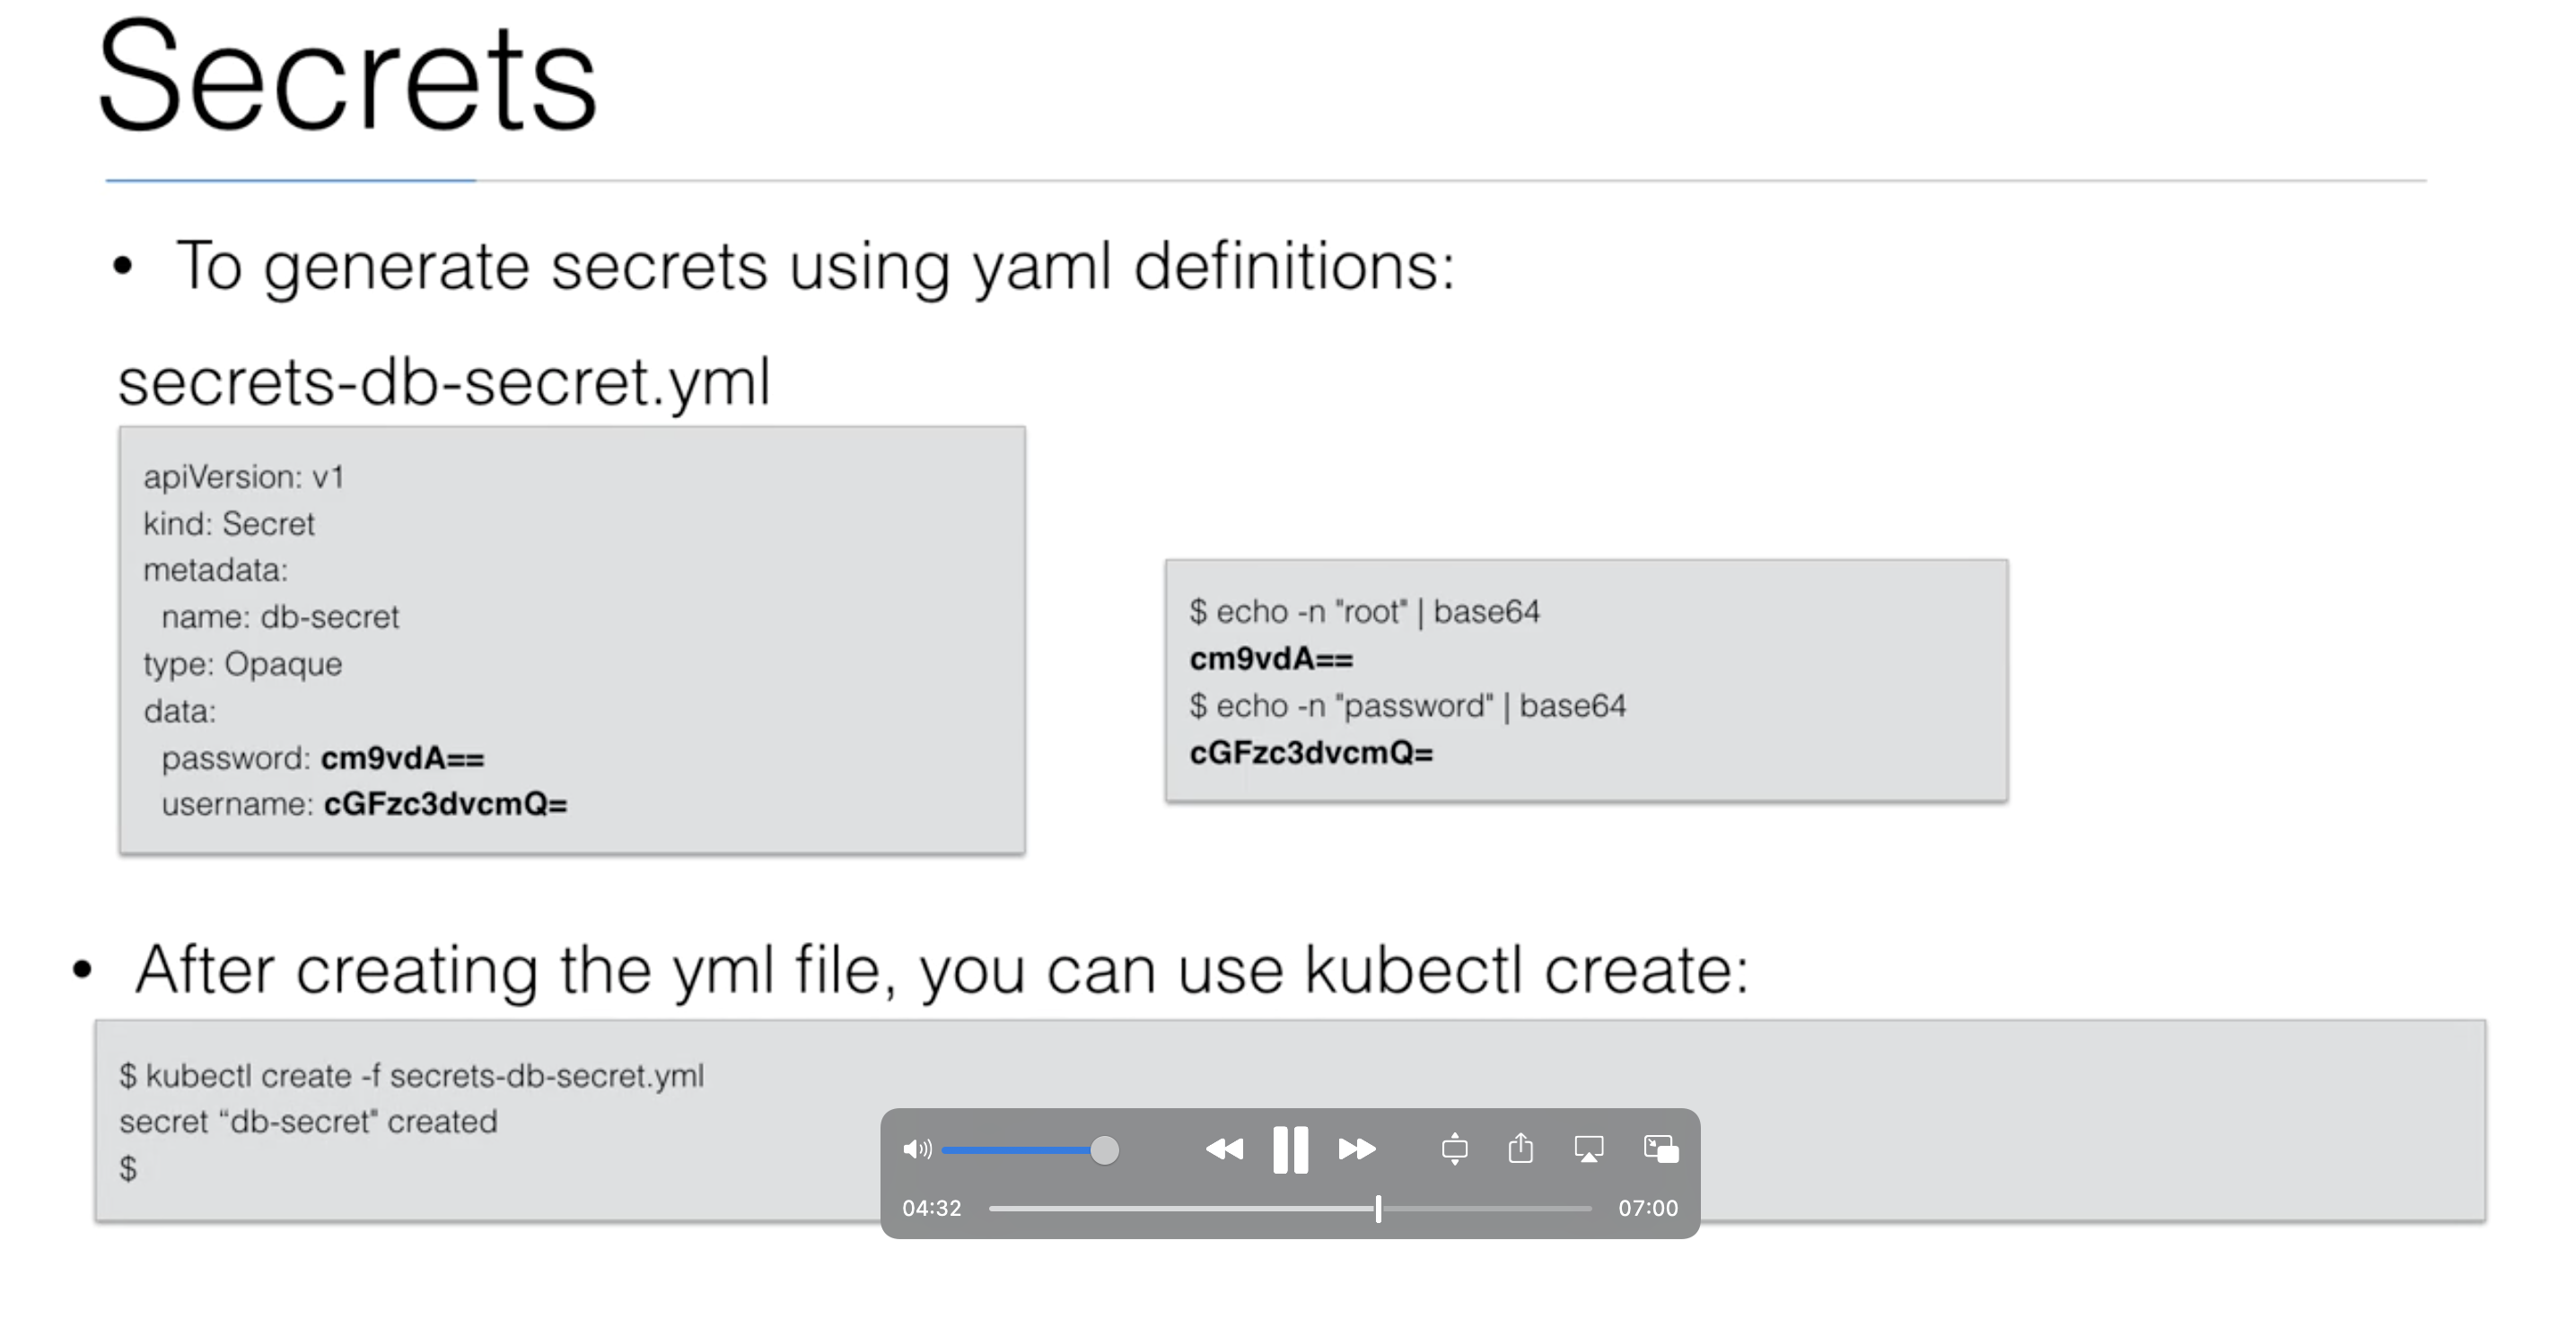 Secrets
• To generate secrets using yaml definitions:
secrets-db-secret.yml
apiVersion: v1
kind: Secret
metadata:
  name: db-secret
type: Opaque
data:
  password: cm9vdA==
  username: cGFzc3dvcmQ=
$ echo -n "root" | base64
cm9vdA==
$ echo -n "password" | base64
cGFzc3dvcmQ=
• After creating the yml file, you can use kubectl create:
$ kubectl create -f secrets-db-secret.yml
secret “db-secret" created
$
04:32 07:00